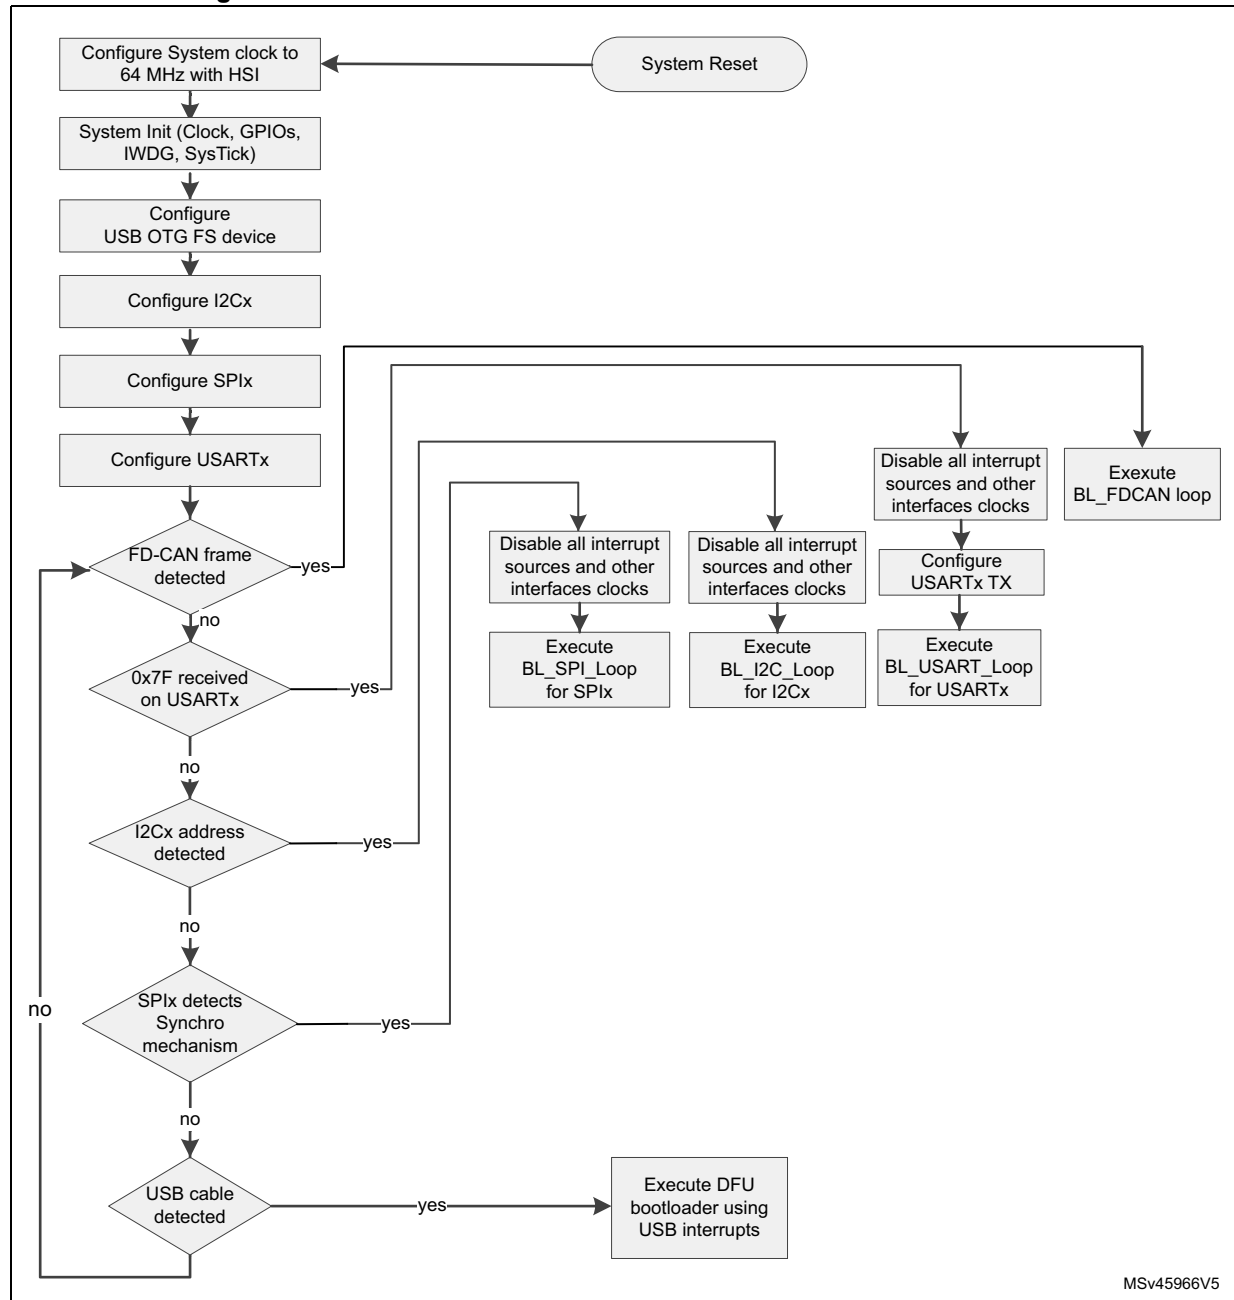 Configure System clock to
64 MHz with HSI
System Reset
System Init (Clock, GPIOs,
IWDG, SysTick)
Configure
USB OTG FS device
Configure I2Cx
Configure SPIx
Configure USARTx
Disable all interrupt
sources and other
interfaces clocks
Exexute
BL_FDCAN loop
FD-CAN frame
detected
yes
no
Disable all interrupt
sources and other
interfaces clocks
Disable all interrupt
sources and other
interfaces clocks
Configure
USARTx TX
Execute
BL_SPI_Loop
for SPIx
Execute
BL_I2C_Loop
for I2Cx
Execute
BL_USART_Loop
for USARTx
0x7F received
on USARTx
yes
no
I2Cx address
detected
yes
no
SPIx detects
Synchro
mechanism
yes
no
no
USB cable
detected
yes
Execute DFU
bootloader using
USB interrupts
MSv45966V5